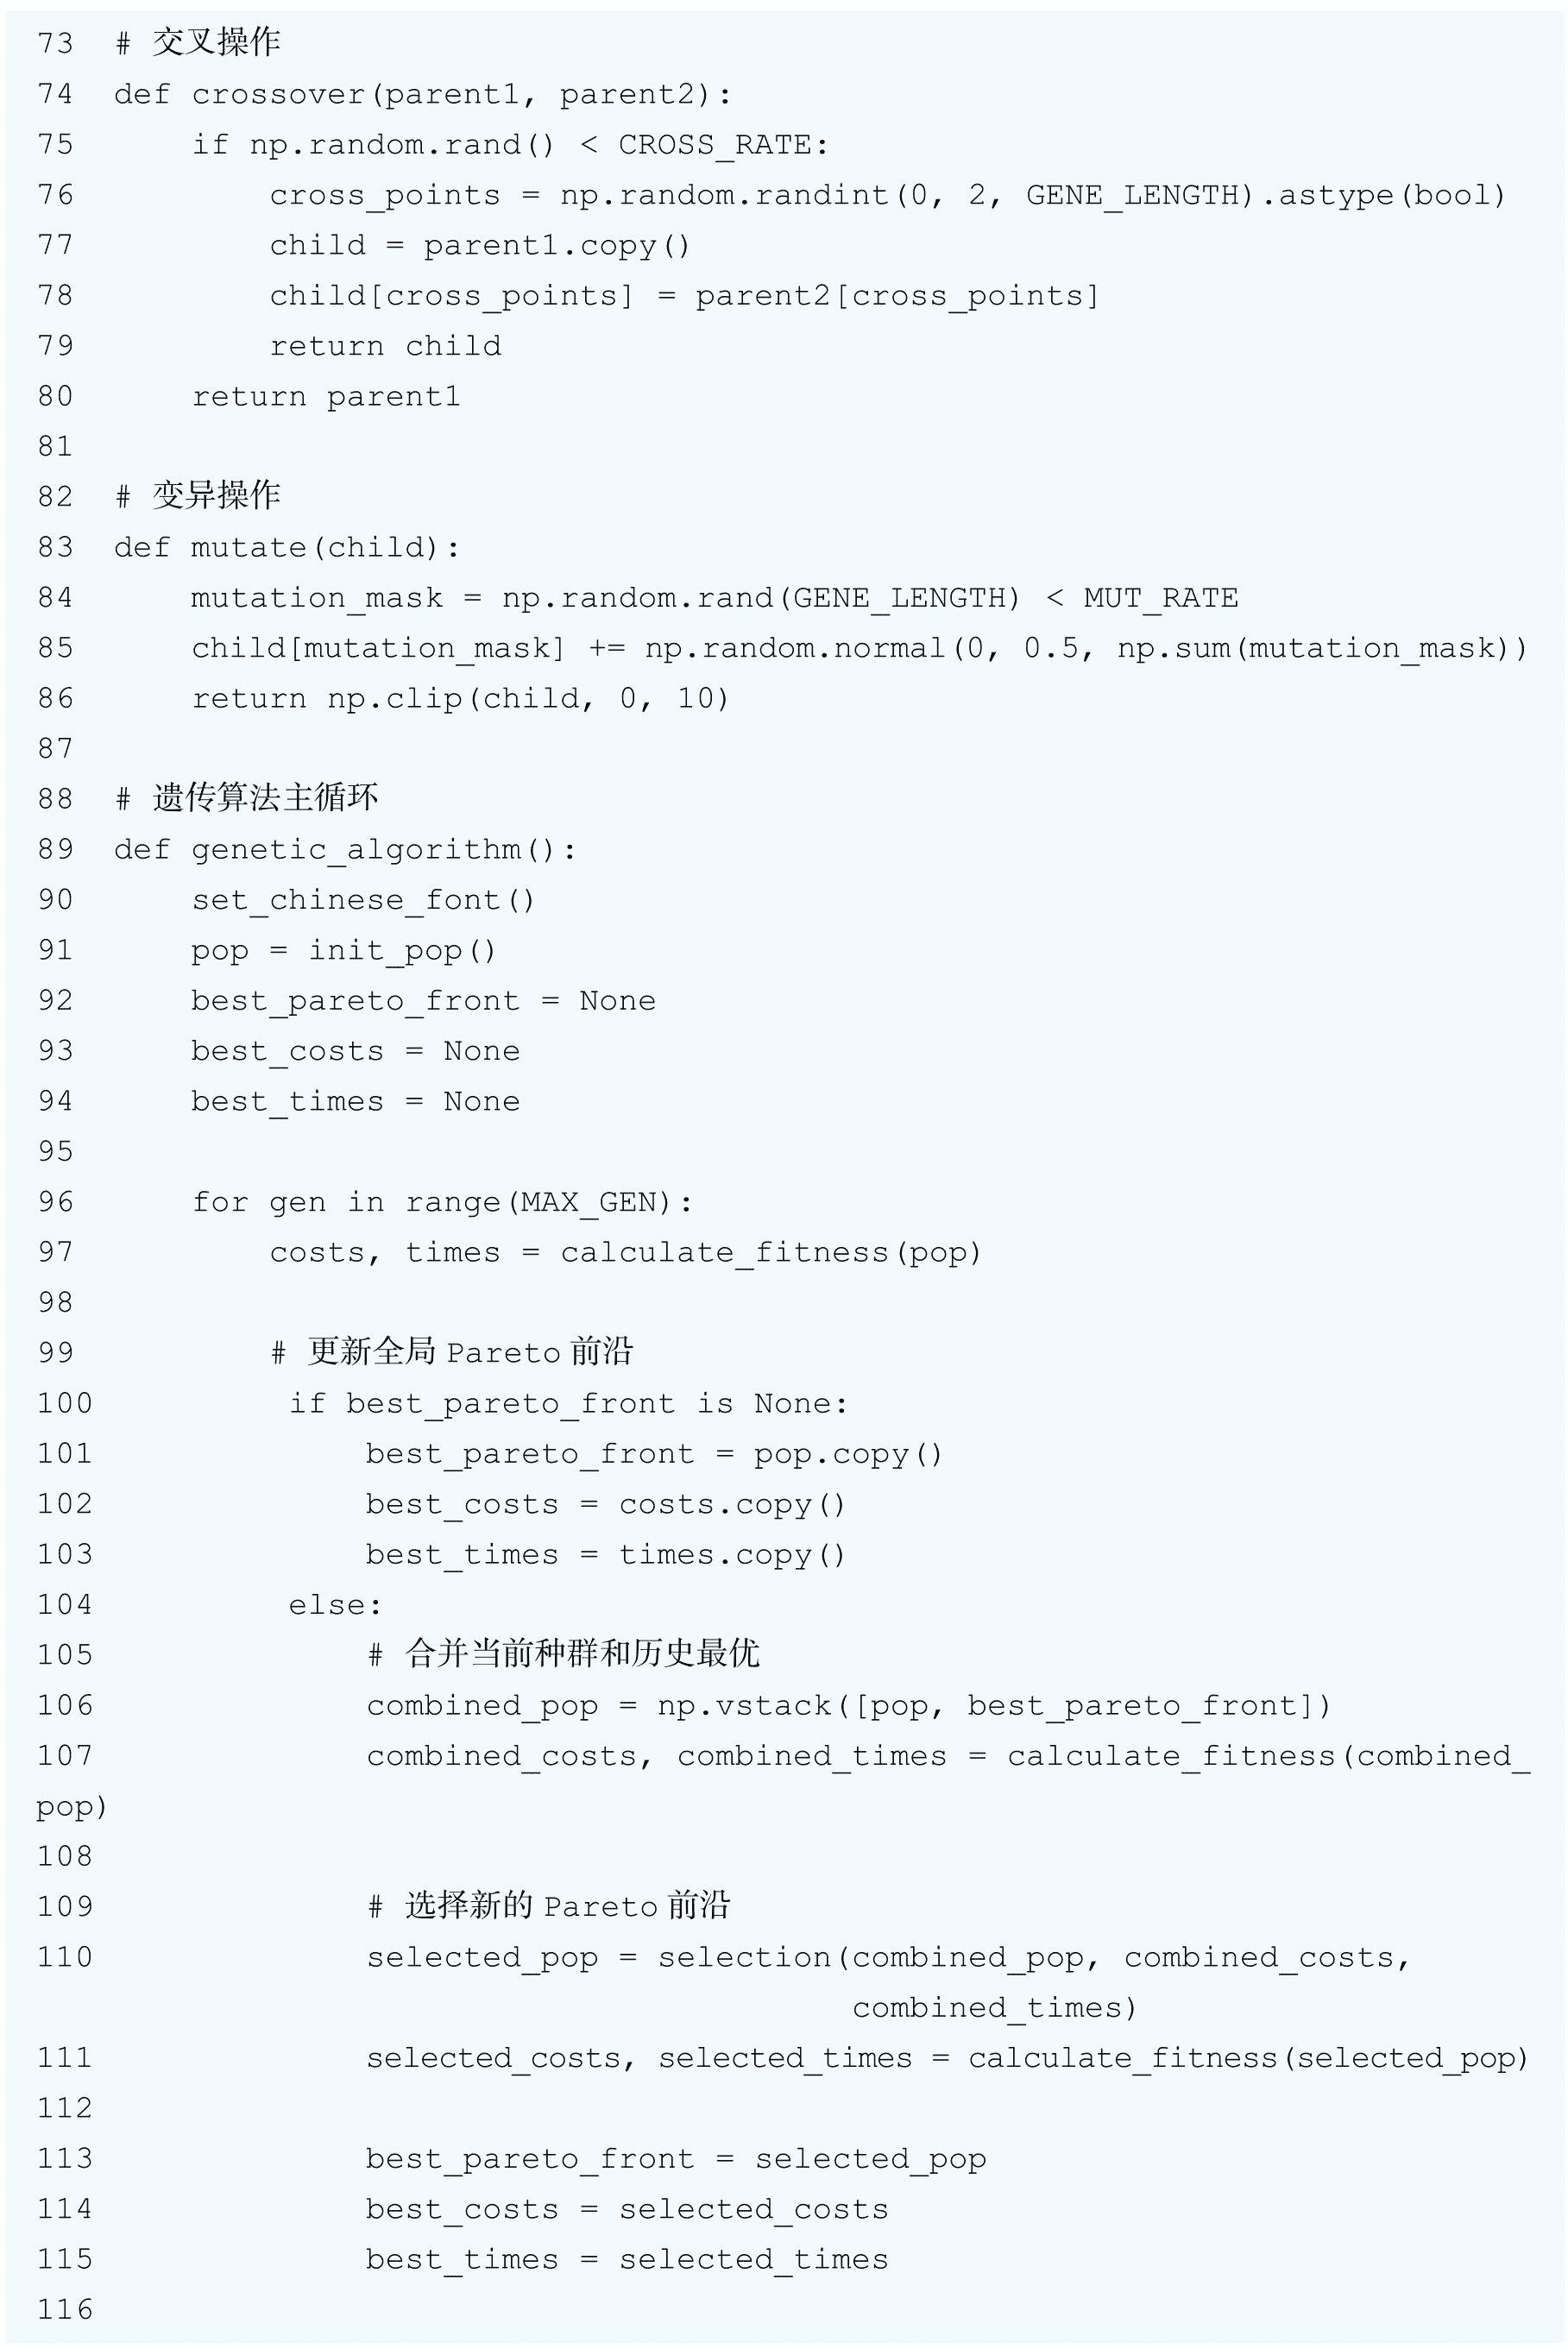 73  # 交叉操作
74  def crossover(parent1, parent2):
75      if np.random.rand() < CROSS_RATE:
76          cross_points = np.random.randint(0, 2, GENE_LENGTH).astype(bool)
77          child = parent1.copy()
78          child[cross_points] = parent2[cross_points]
79          return child
80      return parent1
81
82  # 变异操作
83  def mutate(child):
84      mutation_mask = np.random.rand(GENE_LENGTH) < MUT_RATE
85      child[mutation_mask] += np.random.normal(0, 0.5, np.sum(mutation_mask))
86      return np.clip(child, 0, 10)
87
88  # 遗传算法主循环
89  def genetic_algorithm():
90      set_chinese_font()
91      pop = init_pop()
92      best_pareto_front = None
93      best_costs = None
94      best_times = None
95
96      for gen in range(MAX_GEN):
97          costs, times = calculate_fitness(pop)
98
99          # 更新全局 Pareto 前沿
100          if best_pareto_front is None:
101              best_pareto_front = pop.copy()
102              best_costs = costs.copy()
103              best_times = times.copy()
104          else:
105              # 合并当前种群和历史最优
106              combined_pop = np.vstack([pop, best_pareto_front])
107              combined_costs, combined_times = calculate_fitness(combined_
pop)
108
109              # 选择新的 Pareto 前沿
110              selected_pop = selection(combined_pop, combined_costs,
                                       combined_times)
111              selected_costs, selected_times = calculate_fitness(selected_pop)
112
113              best_pareto_front = selected_pop
114              best_costs = selected_costs
115              best_times = selected_times
116